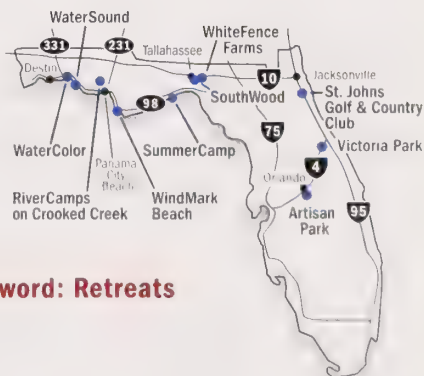 WaterSound
331
231
Tallahassee
WhiteFence
Farms
Destin
10
Jacksonville
SouthWood
St. Johns
Golf & Country
Club
98
75
WaterColor
Panama
City
Beach
SummerCamp
4
Victoria Park
RiverCamps
on Crooked Creek
WindMark
Beach
Orlando
Artisan
Park
95
word: Retreats